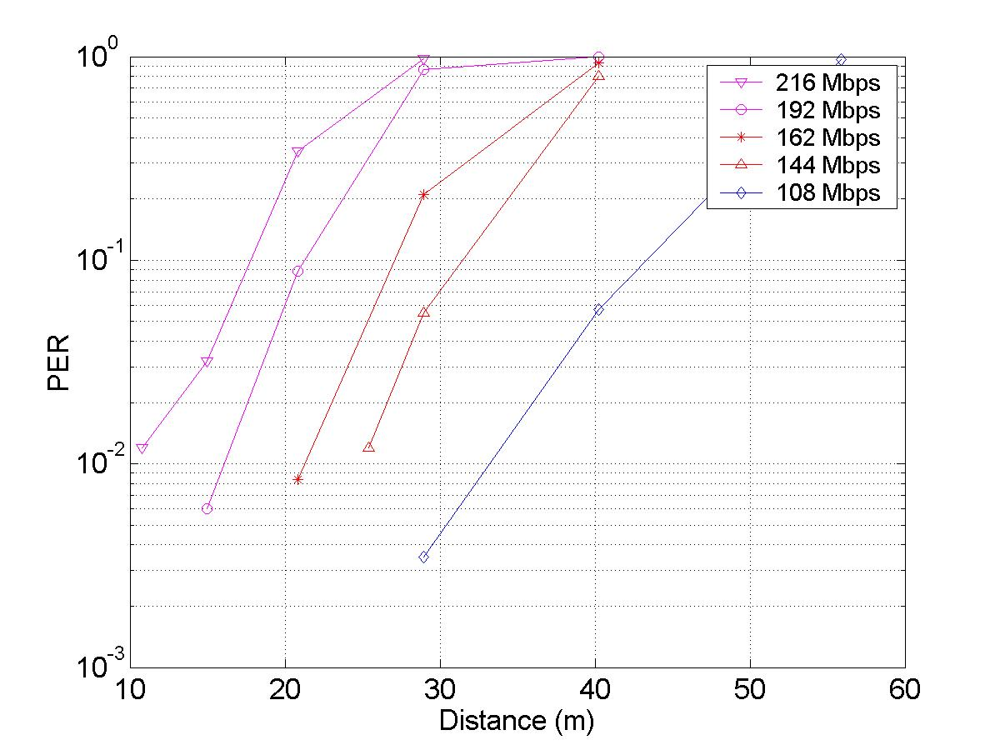 10^0
10^-1
10^-2
10^-3
PER
216 Mbps
192 Mbps
162 Mbps
144 Mbps
108 Mbps
10 20 30 40 50 60
Distance (m)